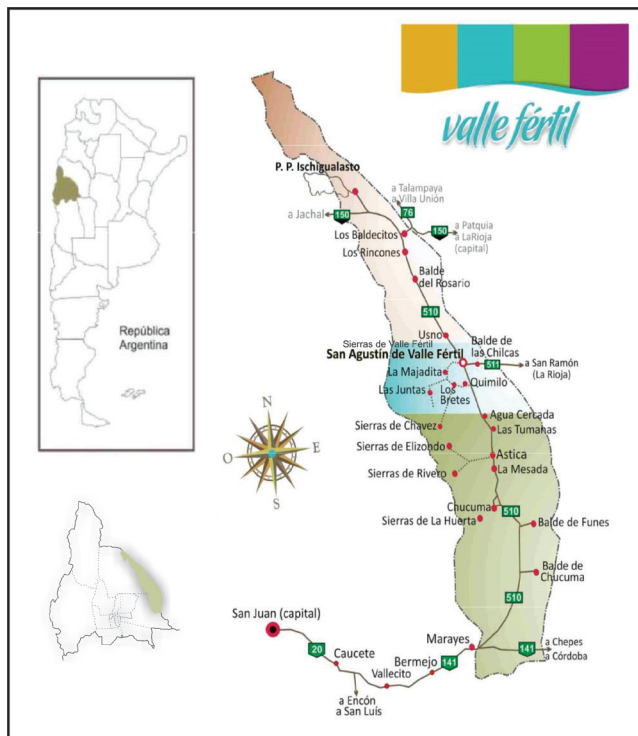 valle fértil
P. P. Ischigualasto
a Talampaya
a Villa Unión
a Jachal
150
76
150
a Patquia
a LaRioja
(capital)
Los Baldecitos
Los Rincones
Balde
del Rosario
510
República
Argentina
Usno
Sierras de Valle Fértil
San Agustín de Valle Fértil
Balde de
las Chilcas
511
a San Ramón
(La Rioja)
La Majadita
Las Juntas
Los
Bretes
Quimilo
N
O
E
S
Agua Cercada
Sierras de Chavez
Las Tumanas
Sierras de Elizondo
Astica
Sierras de Rivero
La Mesada
Chucuma
510
Sierras de La Huerta
Balde de Funes
Balde de
Chucuma
510
San Juan (capital)
20
Caucete
Vallecito
Bermejo
141
Marayes
141
a Chepes
a Córdoba
a Encón
a San Luís